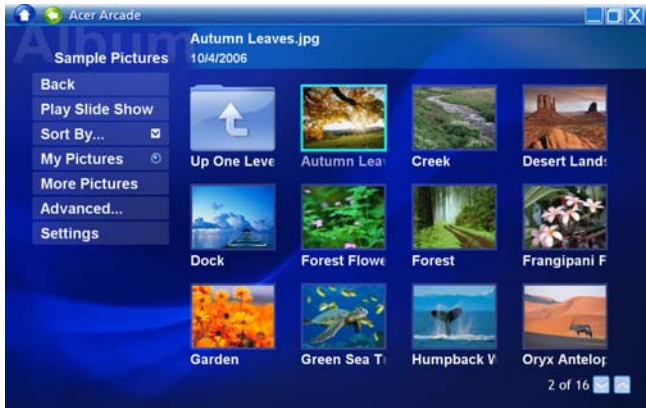 Acer Arcade
Album
Autumn Leaves.jpg
Sample Pictures
10/4/2006
Back
Play Slide Show
Sort By...
My Pictures
More Pictures
Advanced...
Settings
Up One Leve
Autumn Lea
Creek
Desert Lands
Dock
Forest Flowe
Forest
Frangipani F
Garden
Green Sea T
Humpback W
Oryx Antelop
2 of 16